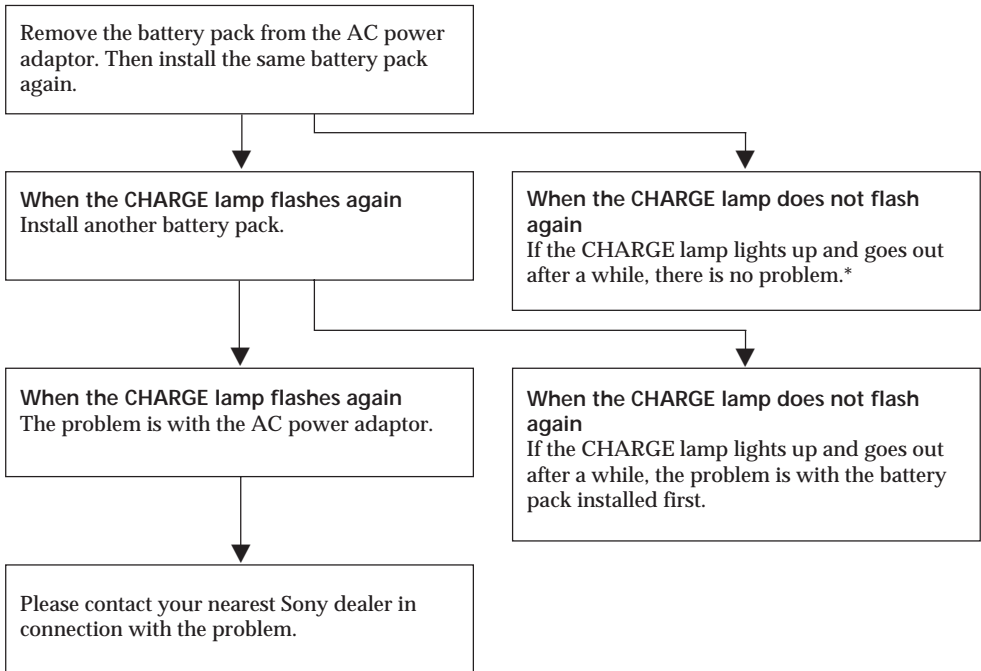 Remove the battery pack from the AC power
adaptor. Then install the same battery pack
again.
When the CHARGE lamp flashes again
Install another battery pack.
When the CHARGE lamp does not flash
again
If the CHARGE lamp lights up and goes out
after a while, there is no problem.*
When the CHARGE lamp flashes again
The problem is with the AC power adaptor.
When the CHARGE lamp does not flash
again
If the CHARGE lamp lights up and goes out
after a while, the problem is with the battery
pack installed first.
Please contact your nearest Sony dealer in
connection with the problem.